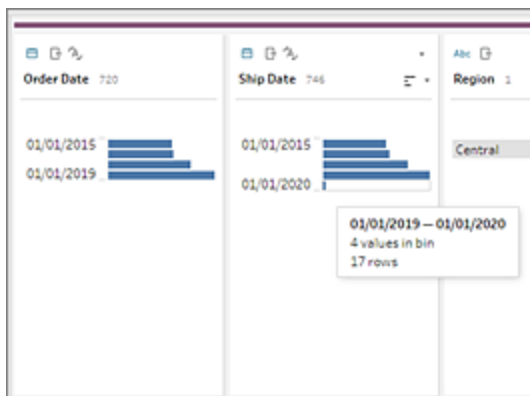 Order Date 720
01/01/2015
01/01/2019
Ship Date 746
01/01/2015
01/01/2020
01/01/2019 — 01/01/2020
4 values in bin
17 rows
Abc
Region 1
Central